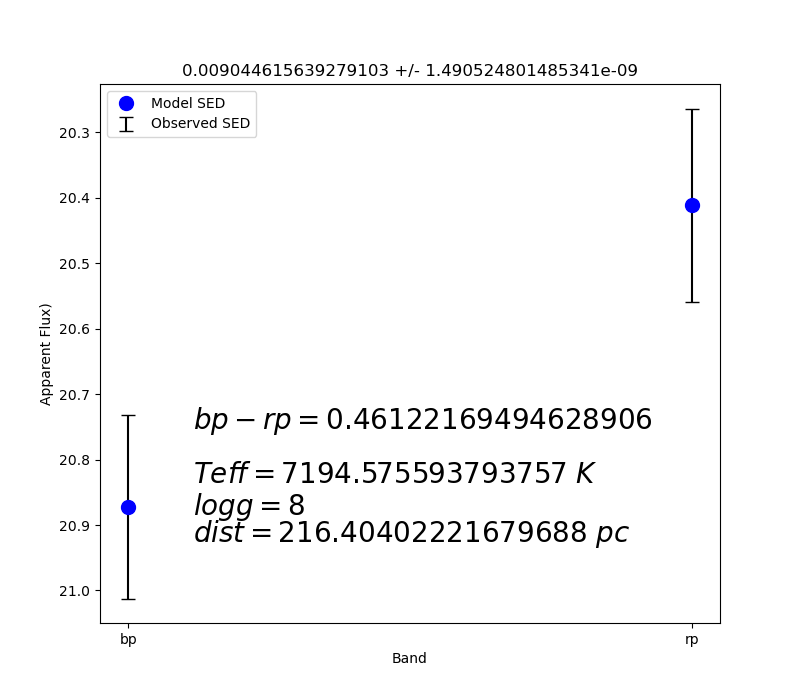 0.009044615639279103 +/- 1.490524801485341e-09
Model SED
Observed SED
20.3
20.4
20.5
20.6
20.7
20.8
20.9
21.0
Apparent Flux)
bp − rp = 0.46122169494628906
Teff = 7194.575593793757 K
logg = 8
dist = 216.40402221679688 pc
bp
rp
Band